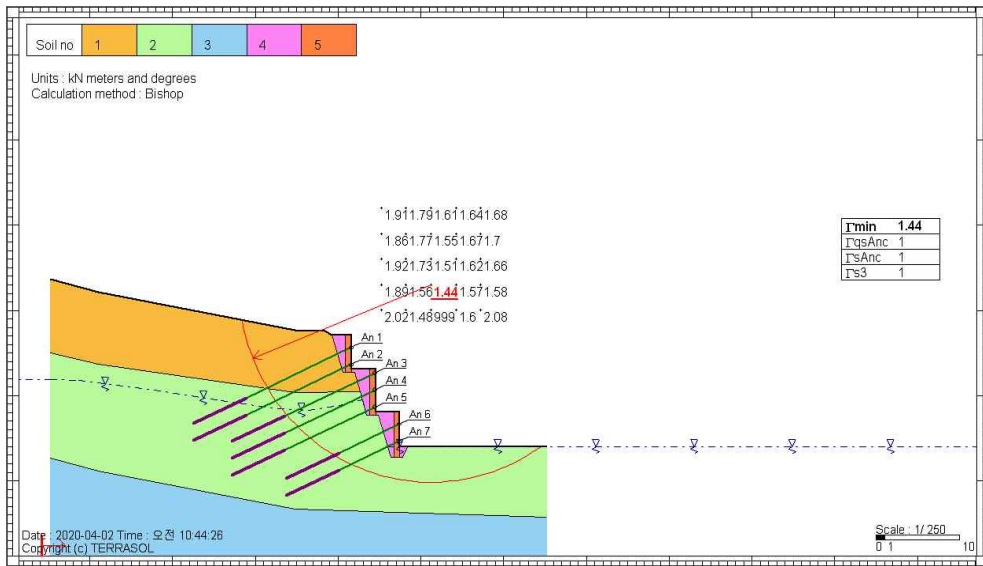 Soil no 1 2 3 4 5
Units : kN meters and degrees
Calculation method : Bishop
1.91 1.79 1.61 1.64 1.68
1.86 1.77 1.55 1.67 1.7
1.92 1.73 1.51 1.62 1.66
1.89 1.56 1.44 1.57 1.58
2.02 1.48 999 1.6 2.08
Γmin 1.44
ΓqsAnc 1
ΓsAnc 1
Γs3 1
An 1
An 2
An 3
An 4
An 5
An 6
An 7
Date : 2020-04-02 Time : 오전 10:44:26
Copyright (c) TERRASOL
Scale : 1/ 250
0 1 10